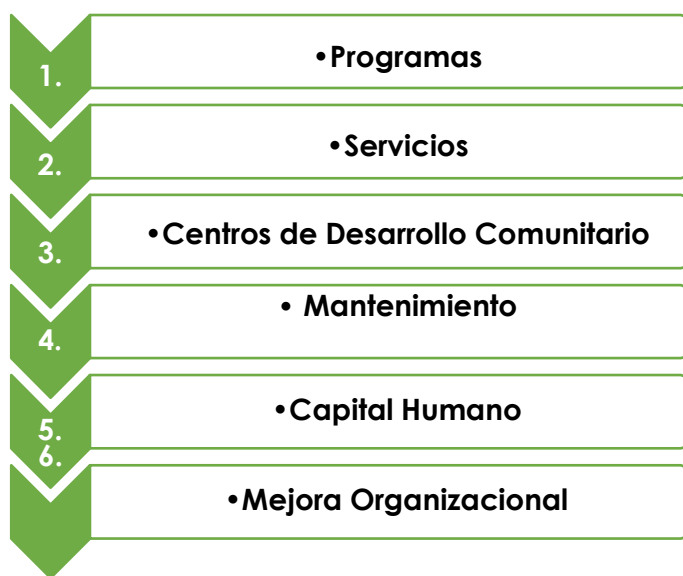 1.
•Programas
2.
•Servicios
3.
•Centros de Desarrollo Comunitario
4.
• Mantenimiento
5.
6.
•Capital Humano
•Mejora Organizacional